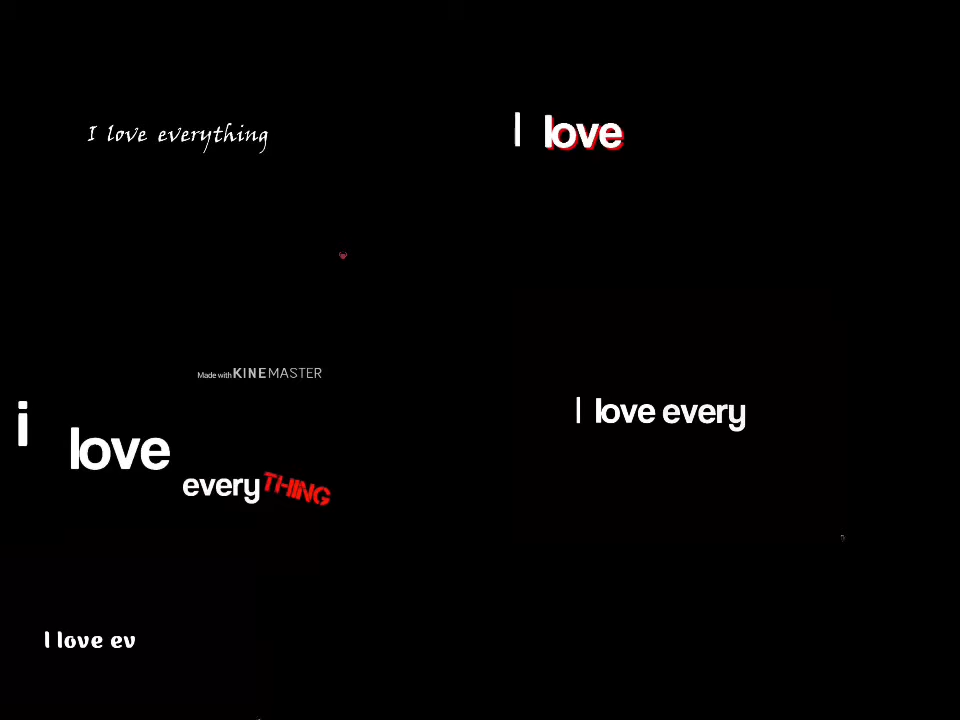 I love everything
I love
Made with KINEMASTER
i
love
everyTHING
I love every
I love ev